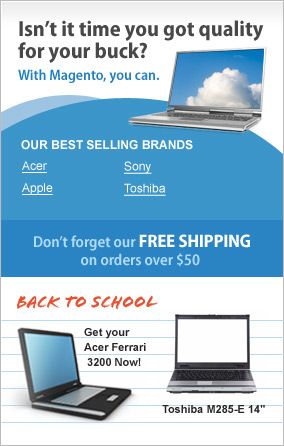 Isn't it time you got quality
for your buck?
With Magento, you can.
OUR BEST SELLING BRANDS
Acer Sony
Apple Toshiba
Don't forget our FREE SHIPPING
on orders over $50
BACK TO SCHOOL
Get your
Acer Ferrari
3200 Now!
Toshiba M285-E 14"